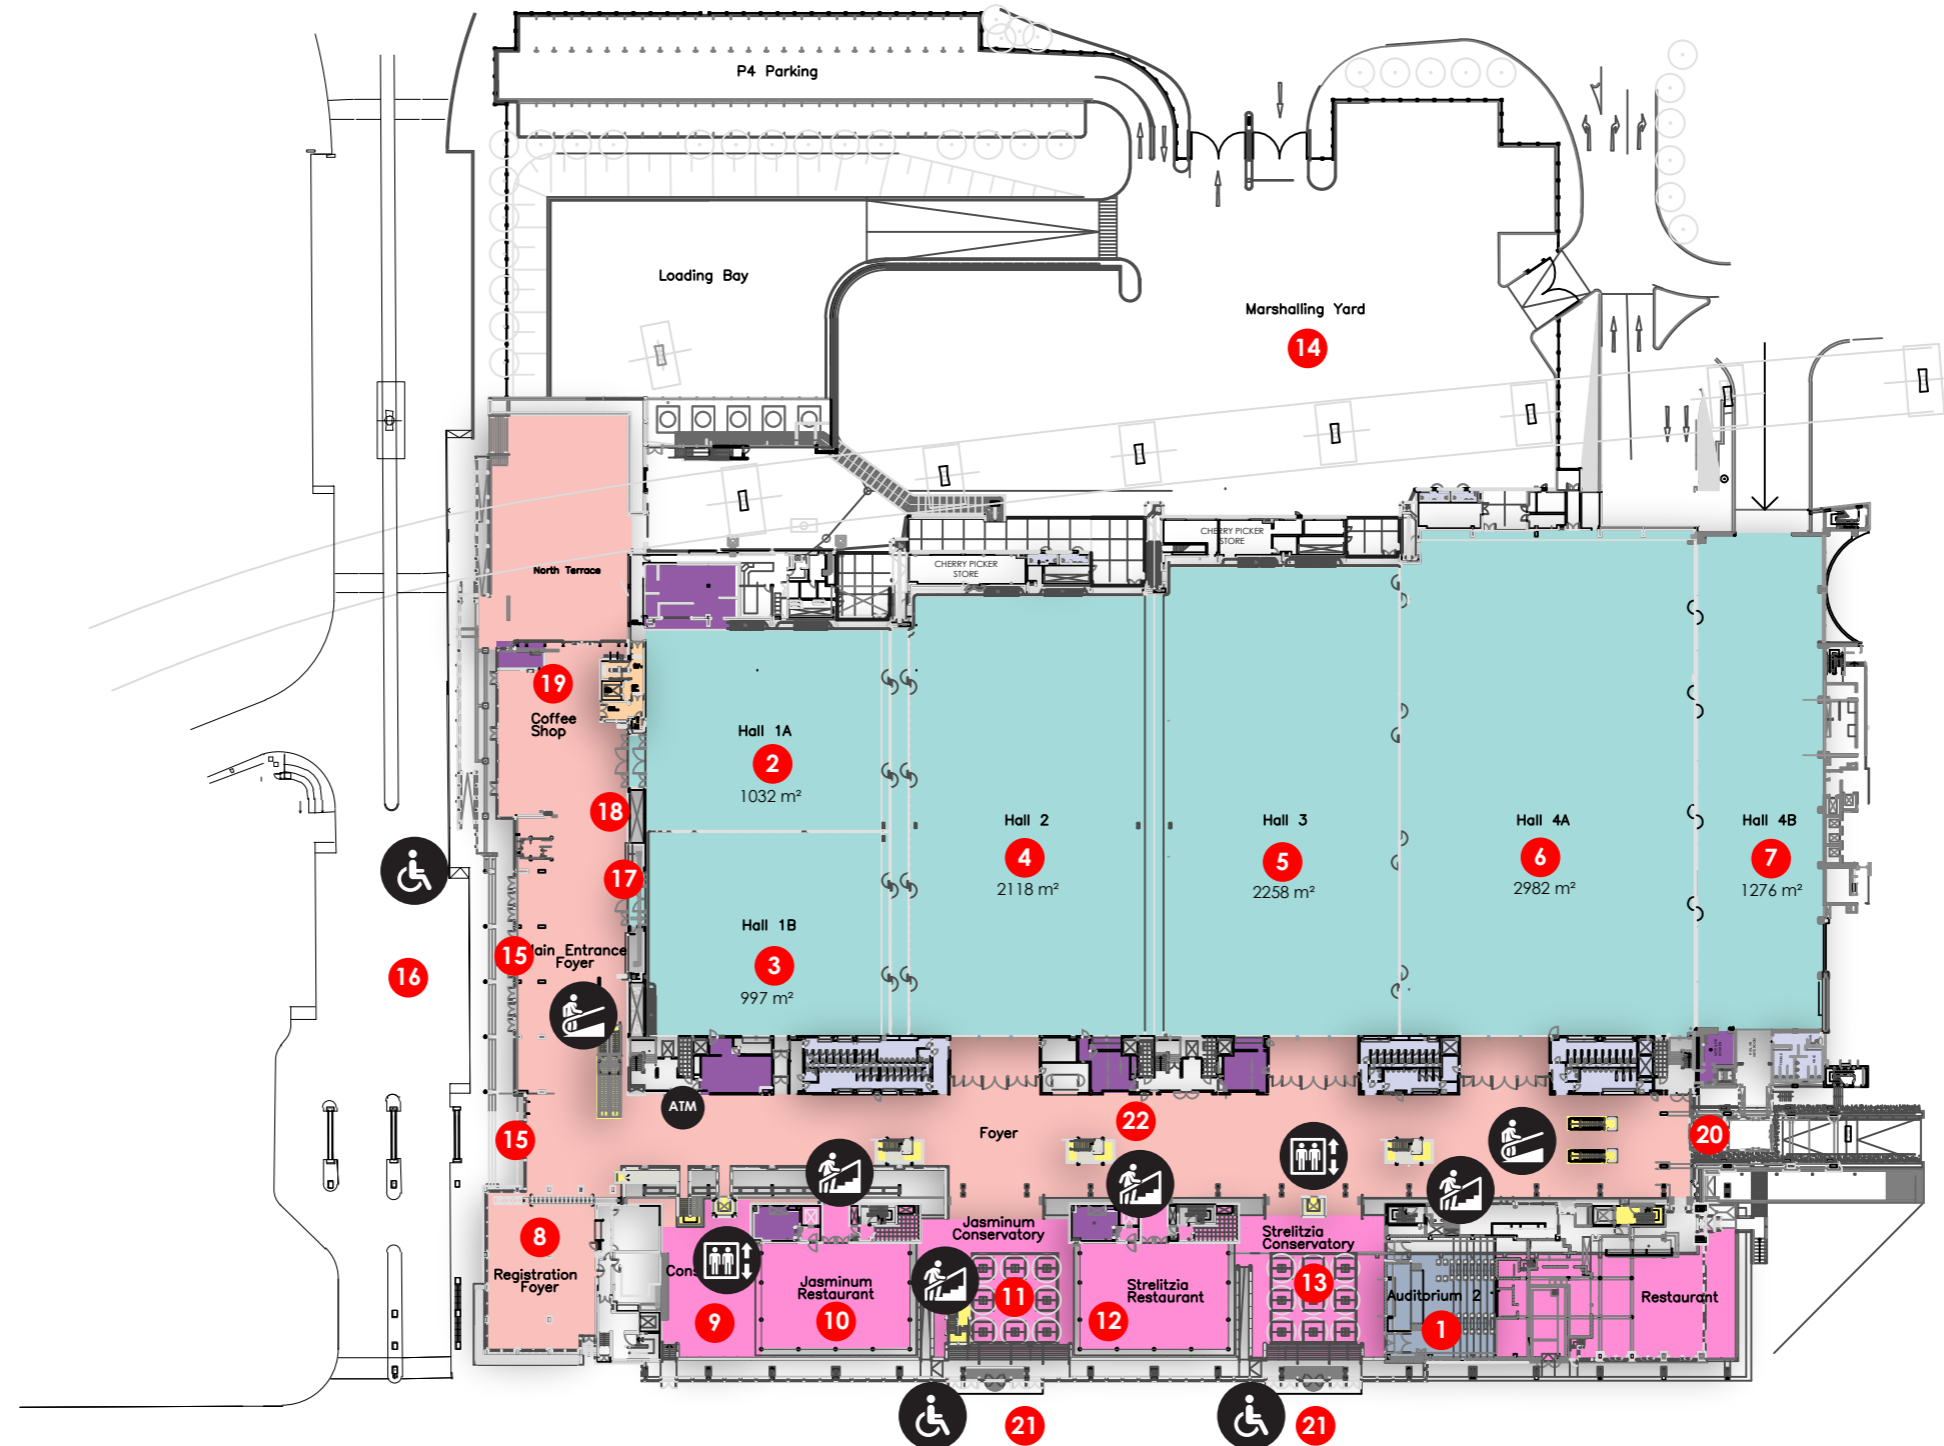 P4 Parking
Loading Bay
Marshalling Yard
14
CHERRY PICKER
STORE
CHERRY PICKER
STORE
North Terrace
19
Coffee
Shop
Hall 1A
2
1032 m²
18
17
Hall 2
4
2118 m²
Hall 3
5
2258 m²
Hall 4A
6
2982 m²
Hall 4B
7
1276 m²
Hall 1B
3
997 m²
16
15
ain Entrance
Foyer
ATM
15
Foyer
22
20
8
Registration
Foyer
Cons
9
Jasminum
Restaurant
10
Jasminum
Conservatory
11
Strelitzia
Restaurant
12
Strelitzia
Conservatory
13
Auditorium 2
1
Restaurant
21
21